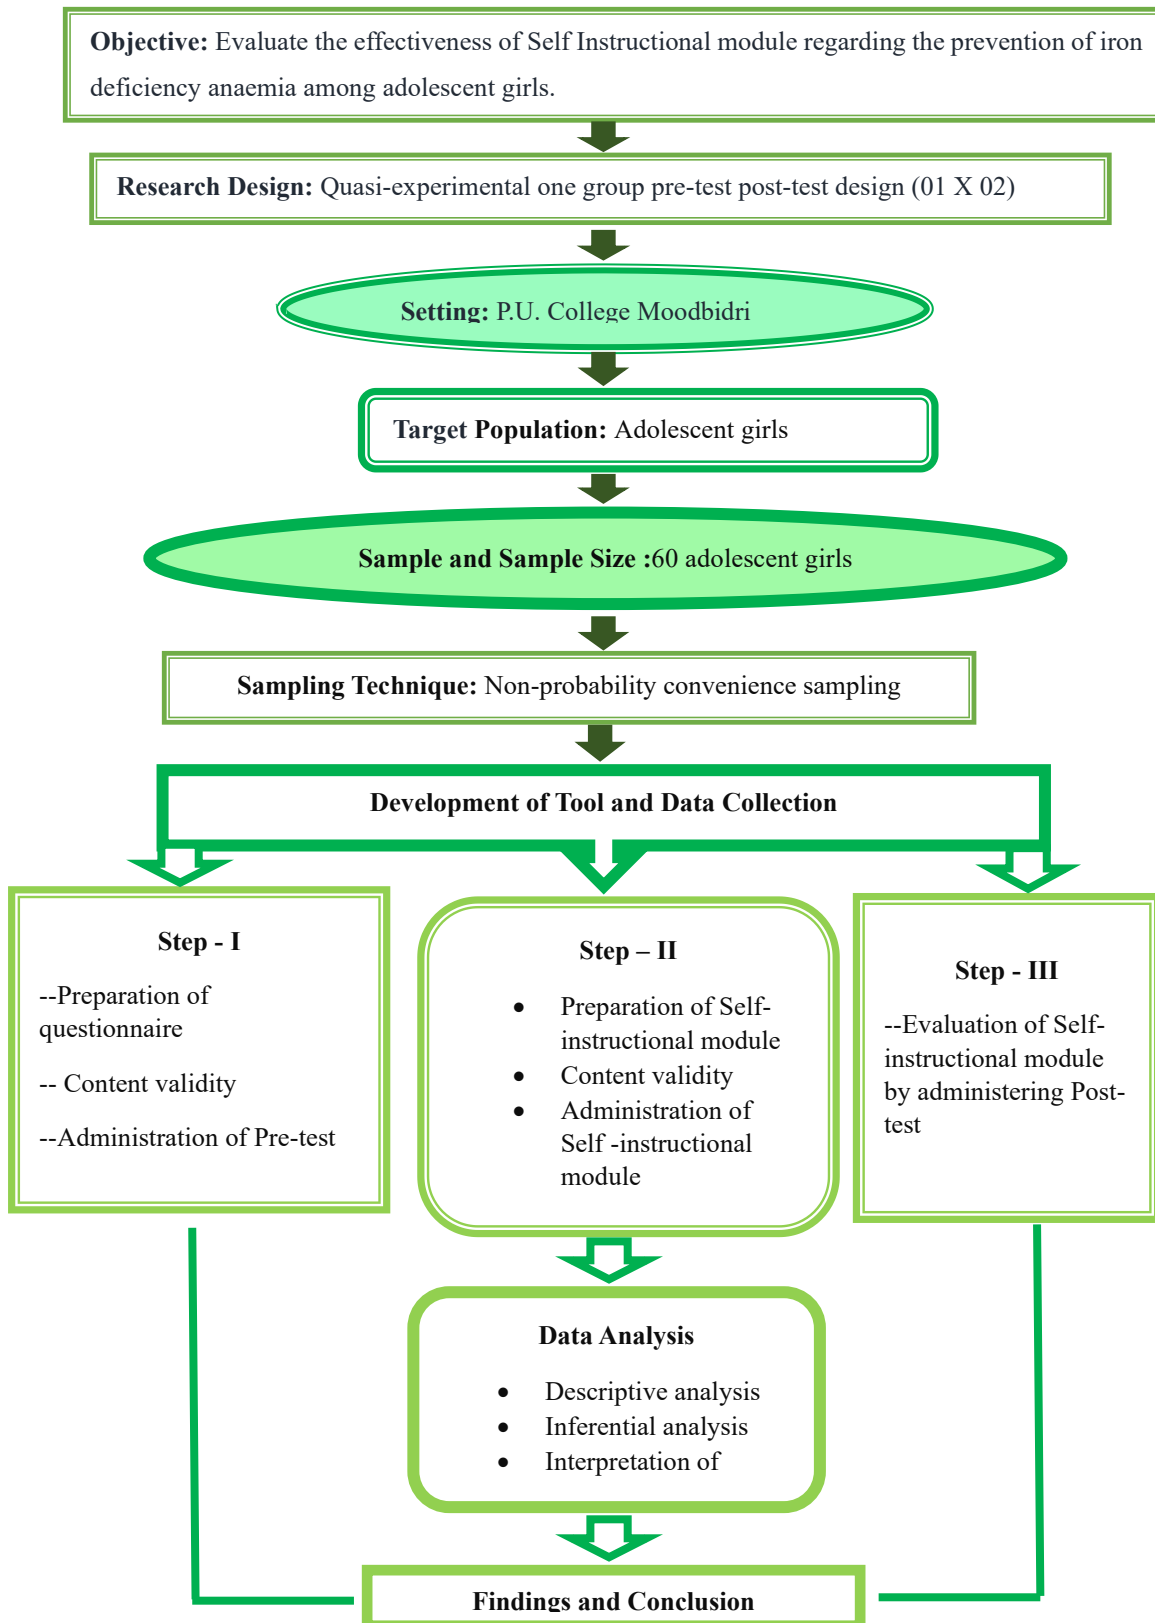 Objective: Evaluate the effectiveness of Self Instructional module regarding the prevention of iron
deficiency anaemia among adolescent girls.
Research Design: Quasi-experimental one group pre-test post-test design (01 X 02)
Setting: P.U. College Moodbidri
Target Population: Adolescent girls
Sample and Sample Size :60 adolescent girls
Sampling Technique: Non-probability convenience sampling
Development of Tool and Data Collection
Step - I
--Preparation of
questionnaire
-- Content validity
--Administration of Pre-test
Step – II
• Preparation of Self-
instructional module
• Content validity
• Administration of
Self -instructional
module
Step - III
--Evaluation of Self-
instructional module
by administering Post-
test
Data Analysis
• Descriptive analysis
• Inferential analysis
• Interpretation of
Findings and Conclusion